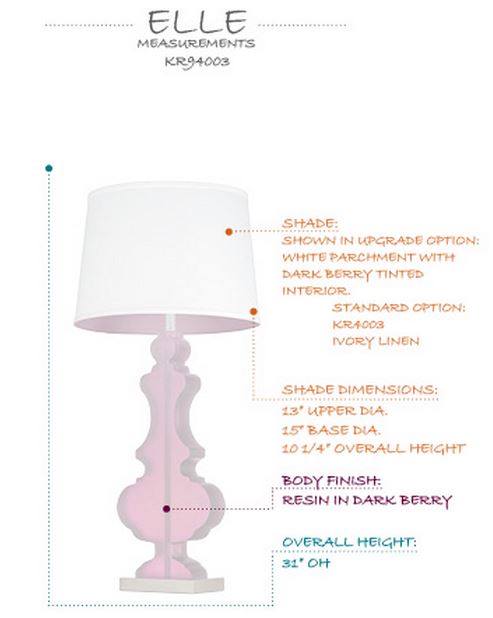 ELLE
MEASUREMENTS
KR94003
SHADE:
SHOWN IN UPGRADE OPTION:
WHITE PARCHMENT WITH
DARK BERRY TINTED
INTERIOR.
STANDARD OPTION:
KR4003
IVORY LINEN
SHADE DIMENSIONS:
13" UPPER DIA.
15" BASE DIA.
10 1/4" OVERALL HEIGHT
BODY FINISH:
RESIN IN DARK BERRY
OVERALL HEIGHT:
31" OH